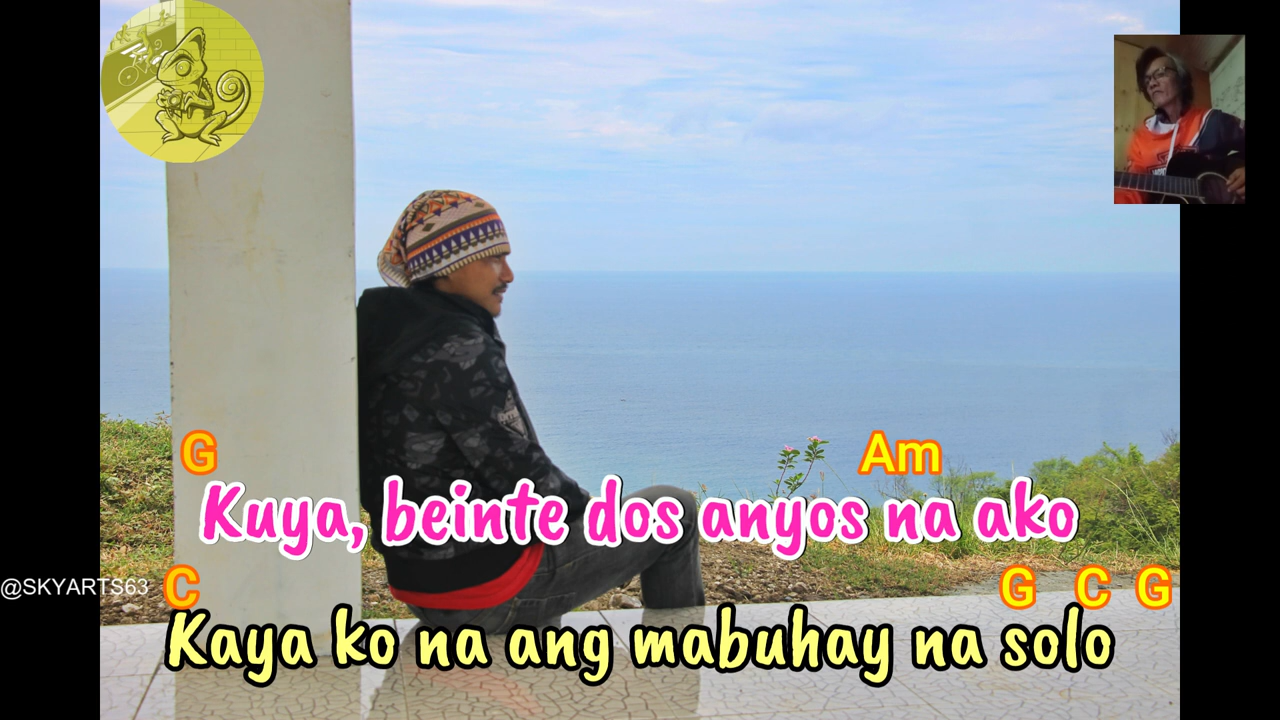 G Am
Kuya, beinte dos anyos na ako
@SKYARTS63
C G C G
Kaya ko na ang mabuhay na solo